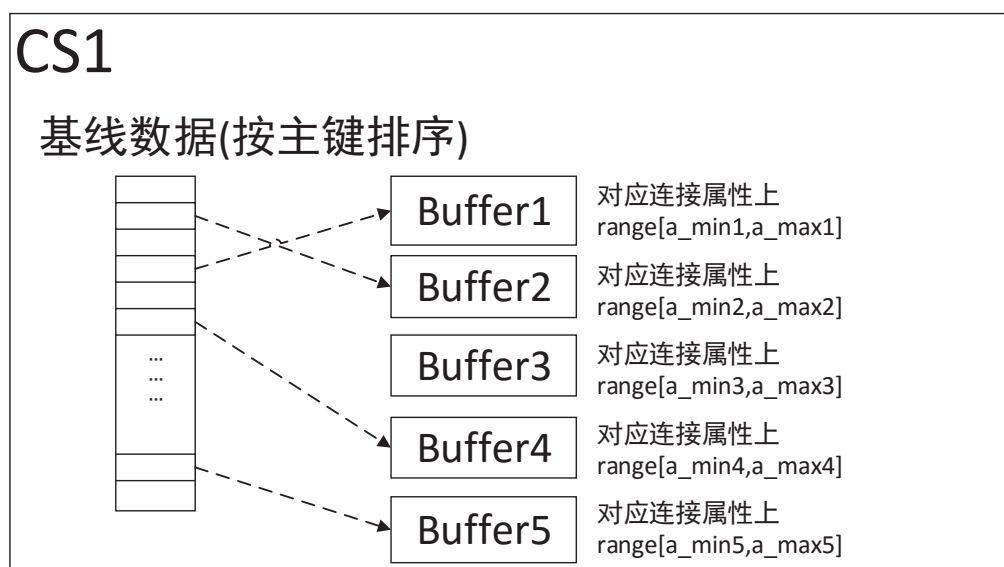 CS1
基线数据(按主键排序)
...
...
...
Buffer1
对应连接属性上
range[a_min1,a_max1]
Buffer2
对应连接属性上
range[a_min2,a_max2]
Buffer3
对应连接属性上
range[a_min3,a_max3]
Buffer4
对应连接属性上
range[a_min4,a_max4]
Buffer5
对应连接属性上
range[a_min5,a_max5]